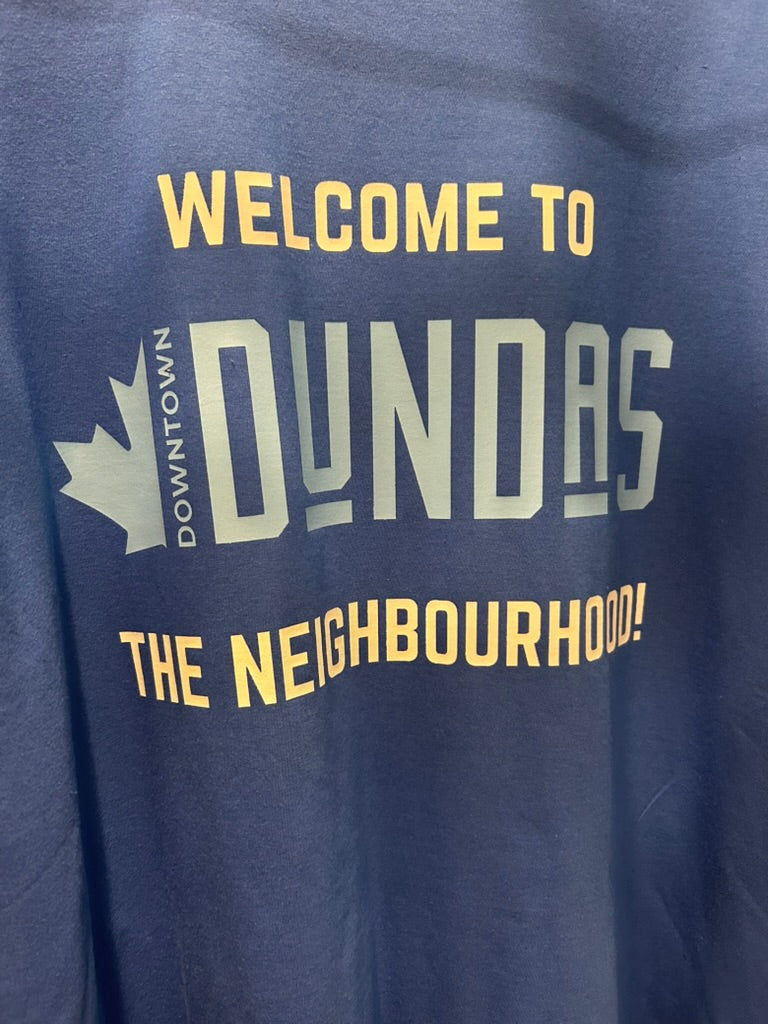 WELCOME TO
DOWNTOWN
DUNDAS
THE NEIGHBOURHOOD!